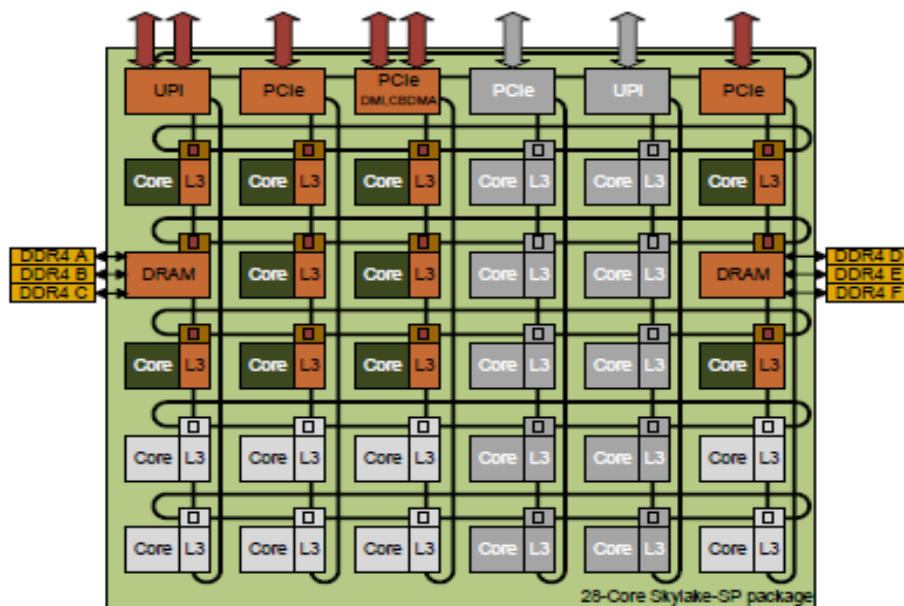 UPI PCIe PCIe PCIe UPI PCIe
DMI,CBDMA
Core L3 Core L3 Core L3 Core L3 Core L3 Core L3
DDR4 A DDR4 D
DDR4 B DRAM Core L3 Core L3 Core L3 Core L3 DRAM DDR4 E
DDR4 C DDR4 F
Core L3 Core L3 Core L3 Core L3 Core L3 Core L3
Core L3 Core L3 Core L3 Core L3 Core L3 Core L3
Core L3 Core L3 Core L3 Core L3 Core L3 Core L3
28-Core Skylake-SP package